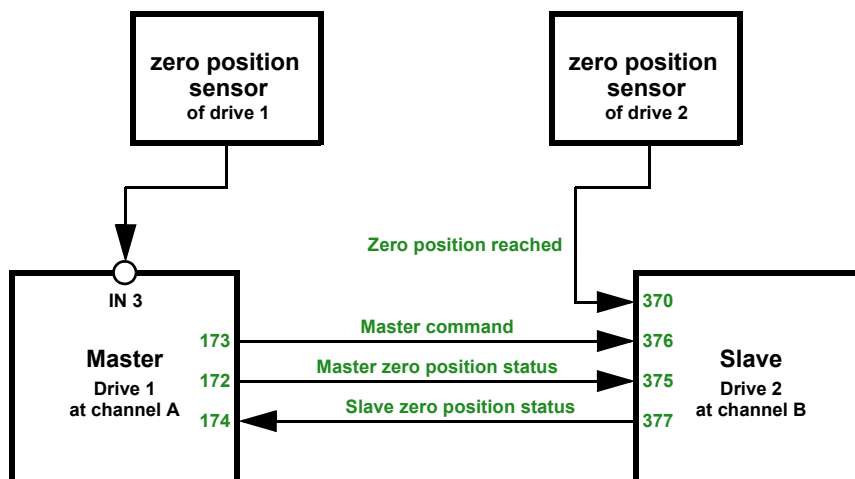 zero position
sensor
of drive 1
zero position
sensor
of drive 2
Zero position reached
IN 3
370
173
Master command
376
Master
Drive 1
at channel A
172
Master zero position status
375
174
Slave zero position status
377
Slave
Drive 2
at channel B